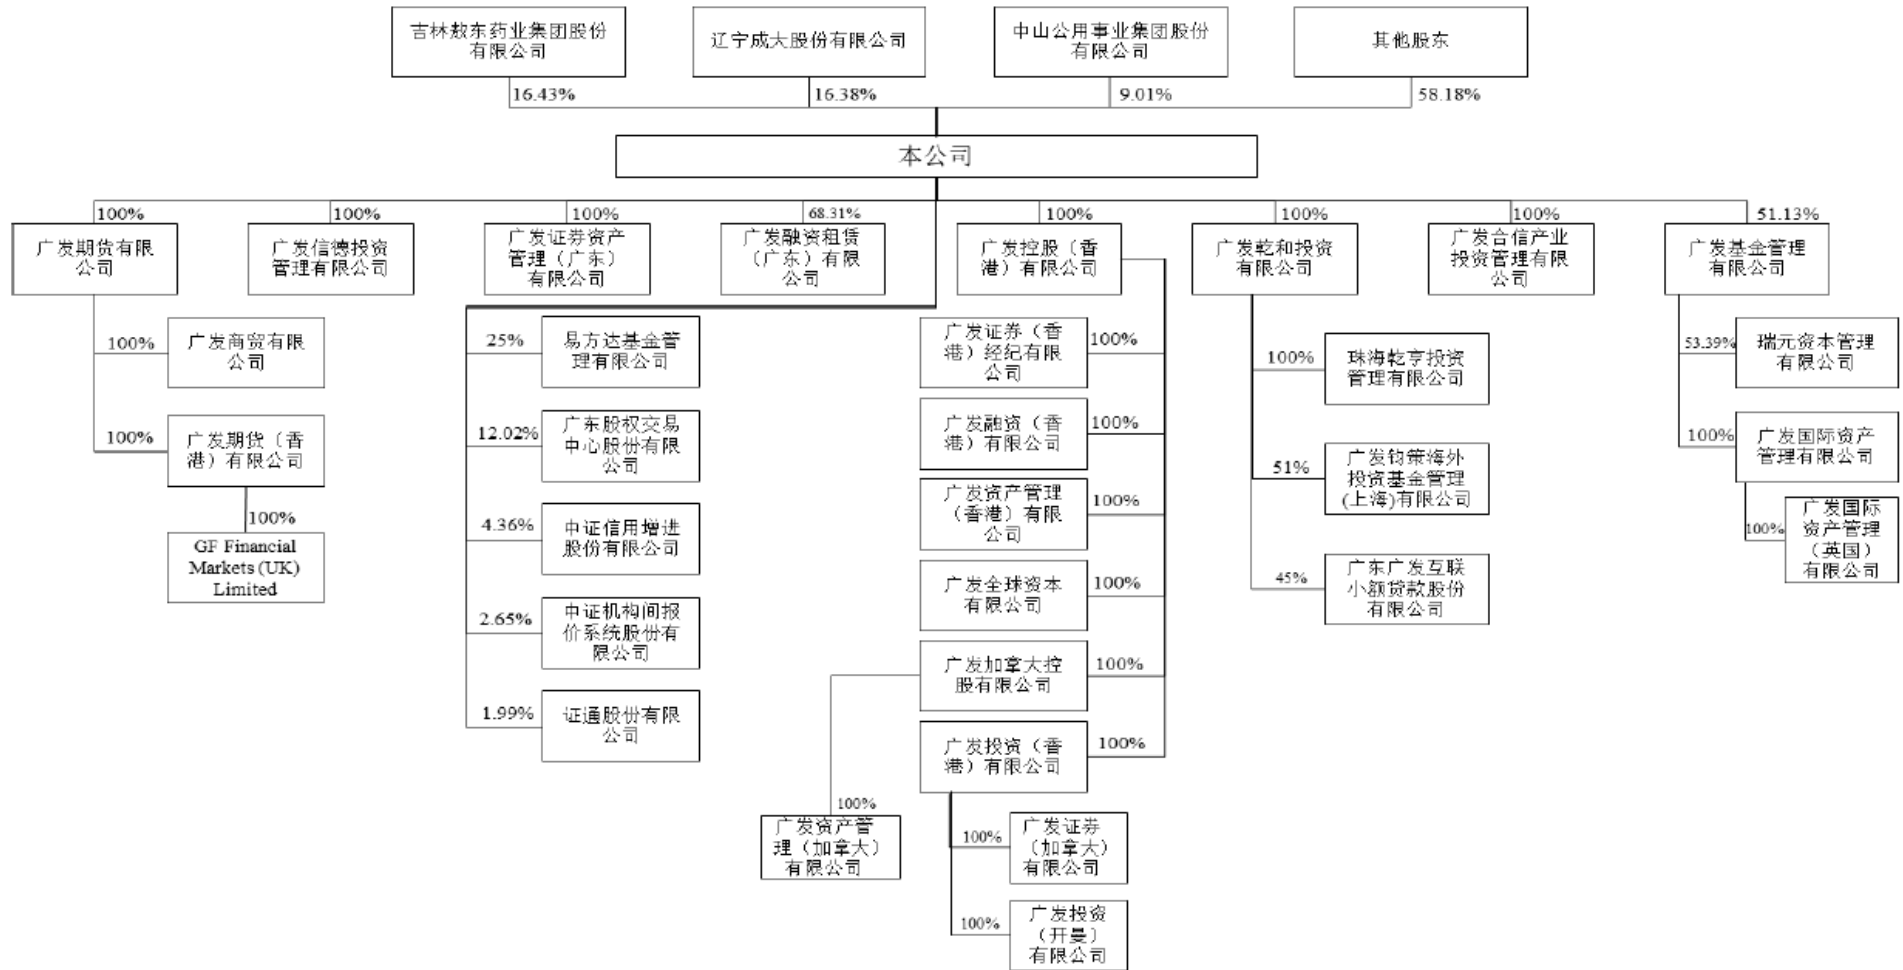 吉林敖东药业集团股份
有限公司
辽宁成大股份有限公司
中山公用事业集团股份
有限公司
其他股东
16.43%
16.38%
9.01%
58.18%
本公司
100%
100%
100%
68.31%
100%
100%
100%
51.13%
广发期货有限
公司
广发信德投资
管理有限公司
广发证券资产
管理（广东）
有限公司
广发融资租赁
（广东）有限
公司
广发控股（香
港）有限公司
广发乾和投资
有限公司
广发合信产业
投资管理有限
公司
广发基金管理
有限公司
100%
广发商贸有限
公司
100%
广发期货（香
港）有限公司
100%
GF Financial
Markets (UK)
Limited
25%
易方达基金管
理有限公司
12.02%
广东股权交易
中心股份有限
公司
4.36%
中证信用增进
股份有限公司
2.65%
中证机构间报
价系统股份有
限公司
1.99%
证通股份有限
公司
广发证券（香
港）经纪有限
公司
100%
广发融资（香
港）有限公司
100%
广发资产管理
（香港）有限
公司
100%
广发全球资本
有限公司
100%
广发加拿大控
股有限公司
100%
广发投资（香
港）有限公司
100%
100%
广发资产管
理（加拿大）
有限公司
100%
广发证券
（加拿大）
有限公司
100%
广发投资
（开曼）
有限公司
100%
珠海乾亨投资
管理有限公司
51%
广发钧策海外
投资基金管理
(上海)有限公司
45%
广东广发互联
小额贷款股份
有限公司
53.39%
瑞元资本管理
有限公司
100%
广发国际资产
管理有限公司
100%
广发国际
资产管理
（英国）
有限公司